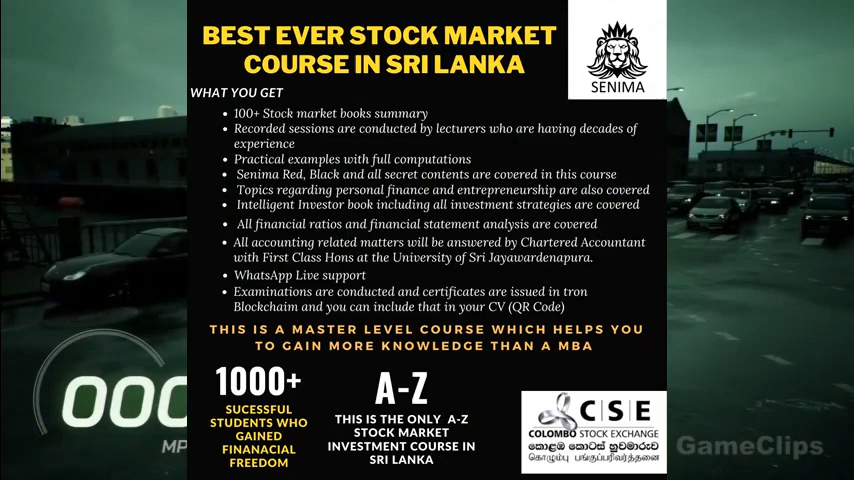 BEST EVER STOCK MARKET
COURSE IN SRI LANKA
SENIMA
WHAT YOU GET
• 100+ Stock market books summary
• Recorded sessions are conducted by lecturers who are having decades of
experience
• Practical examples with full computations
• Senima Red, Black and all secret contents are covered in this course
• Topics regarding personal finance and entrepreneurship are also covered
• Intelligent Investor book including all investment strategies are covered
• All financial ratios and financial statement analysis are covered
• All accounting related matters will be answered by Chartered Accountant
with First Class Hons at the University of Sri Jayawardenapura.
• WhatsApp Live support
• Examinations are conducted and certificates are issued in tron
Blockchaim and you can include that in your CV (QR Code)
THIS IS A MASTER LEVEL COURSE WHICH HELPS YOU
TO GAIN MORE KNOWLEDGE THAN A MBA
1000+
SUCESSFUL
STUDENTS WHO
GAINED
FINANACIAL
FREEDOM
A-Z
THIS IS THE ONLY A-Z
STOCK MARKET
INVESTMENT COURSE IN
SRI LANKA
CSE
COLOMBO STOCK EXCHANGE
කොළඹ කොටස් හුවමාරුව
கொழும்பு பங்குப்பரிவர்த்தனை
000
MP
GameClips